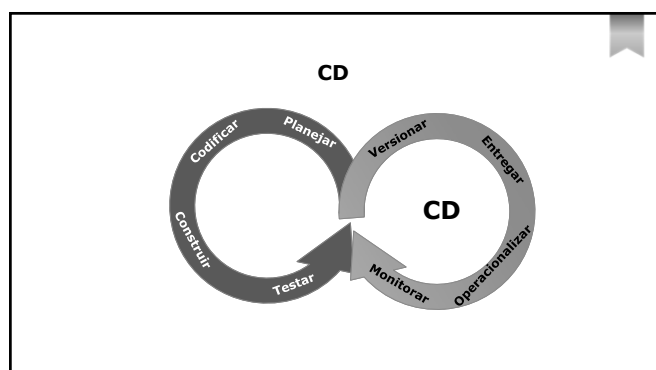 CD
Planejar
Codificar
Construir
Testar
Versionar
Entregar
Operacionalizar
Monitorar
CD